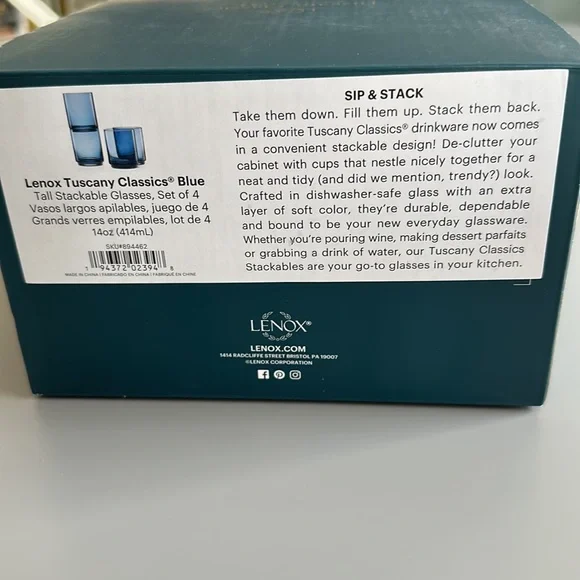 Lenox Tuscany Classics® Blue
Tall Stackable Glasses, Set of 4
Vasos largos apilables, juego de 4
Grands verres empilables, lot de 4
14oz (414mL)
SKU#894462
7 94372 02394 8
MADE IN CHINA | FABRICADO EN CHINA | FABRIQUÉ EN CHINE
SIP & STACK
Take them down. Fill them up. Stack them back.
Your favorite Tuscany Classics® drinkware now comes
in a convenient stackable design! De-clutter your
cabinet with cups that nestle nicely together for a
neat and tidy (and did we mention, trendy?) look.
Crafted in dishwasher-safe glass with an extra
layer of soft color, they're durable, dependable
and bound to be your new everyday glassware.
Whether you're pouring wine, making dessert parfaits
or grabbing a drink of water, our Tuscany Classics
Stackables are your go-to glasses in your kitchen.
LENOX®
LENOX.COM
1414 RADCLIFFE STREET BRISTOL PA 19007
©LENOX CORPORATION